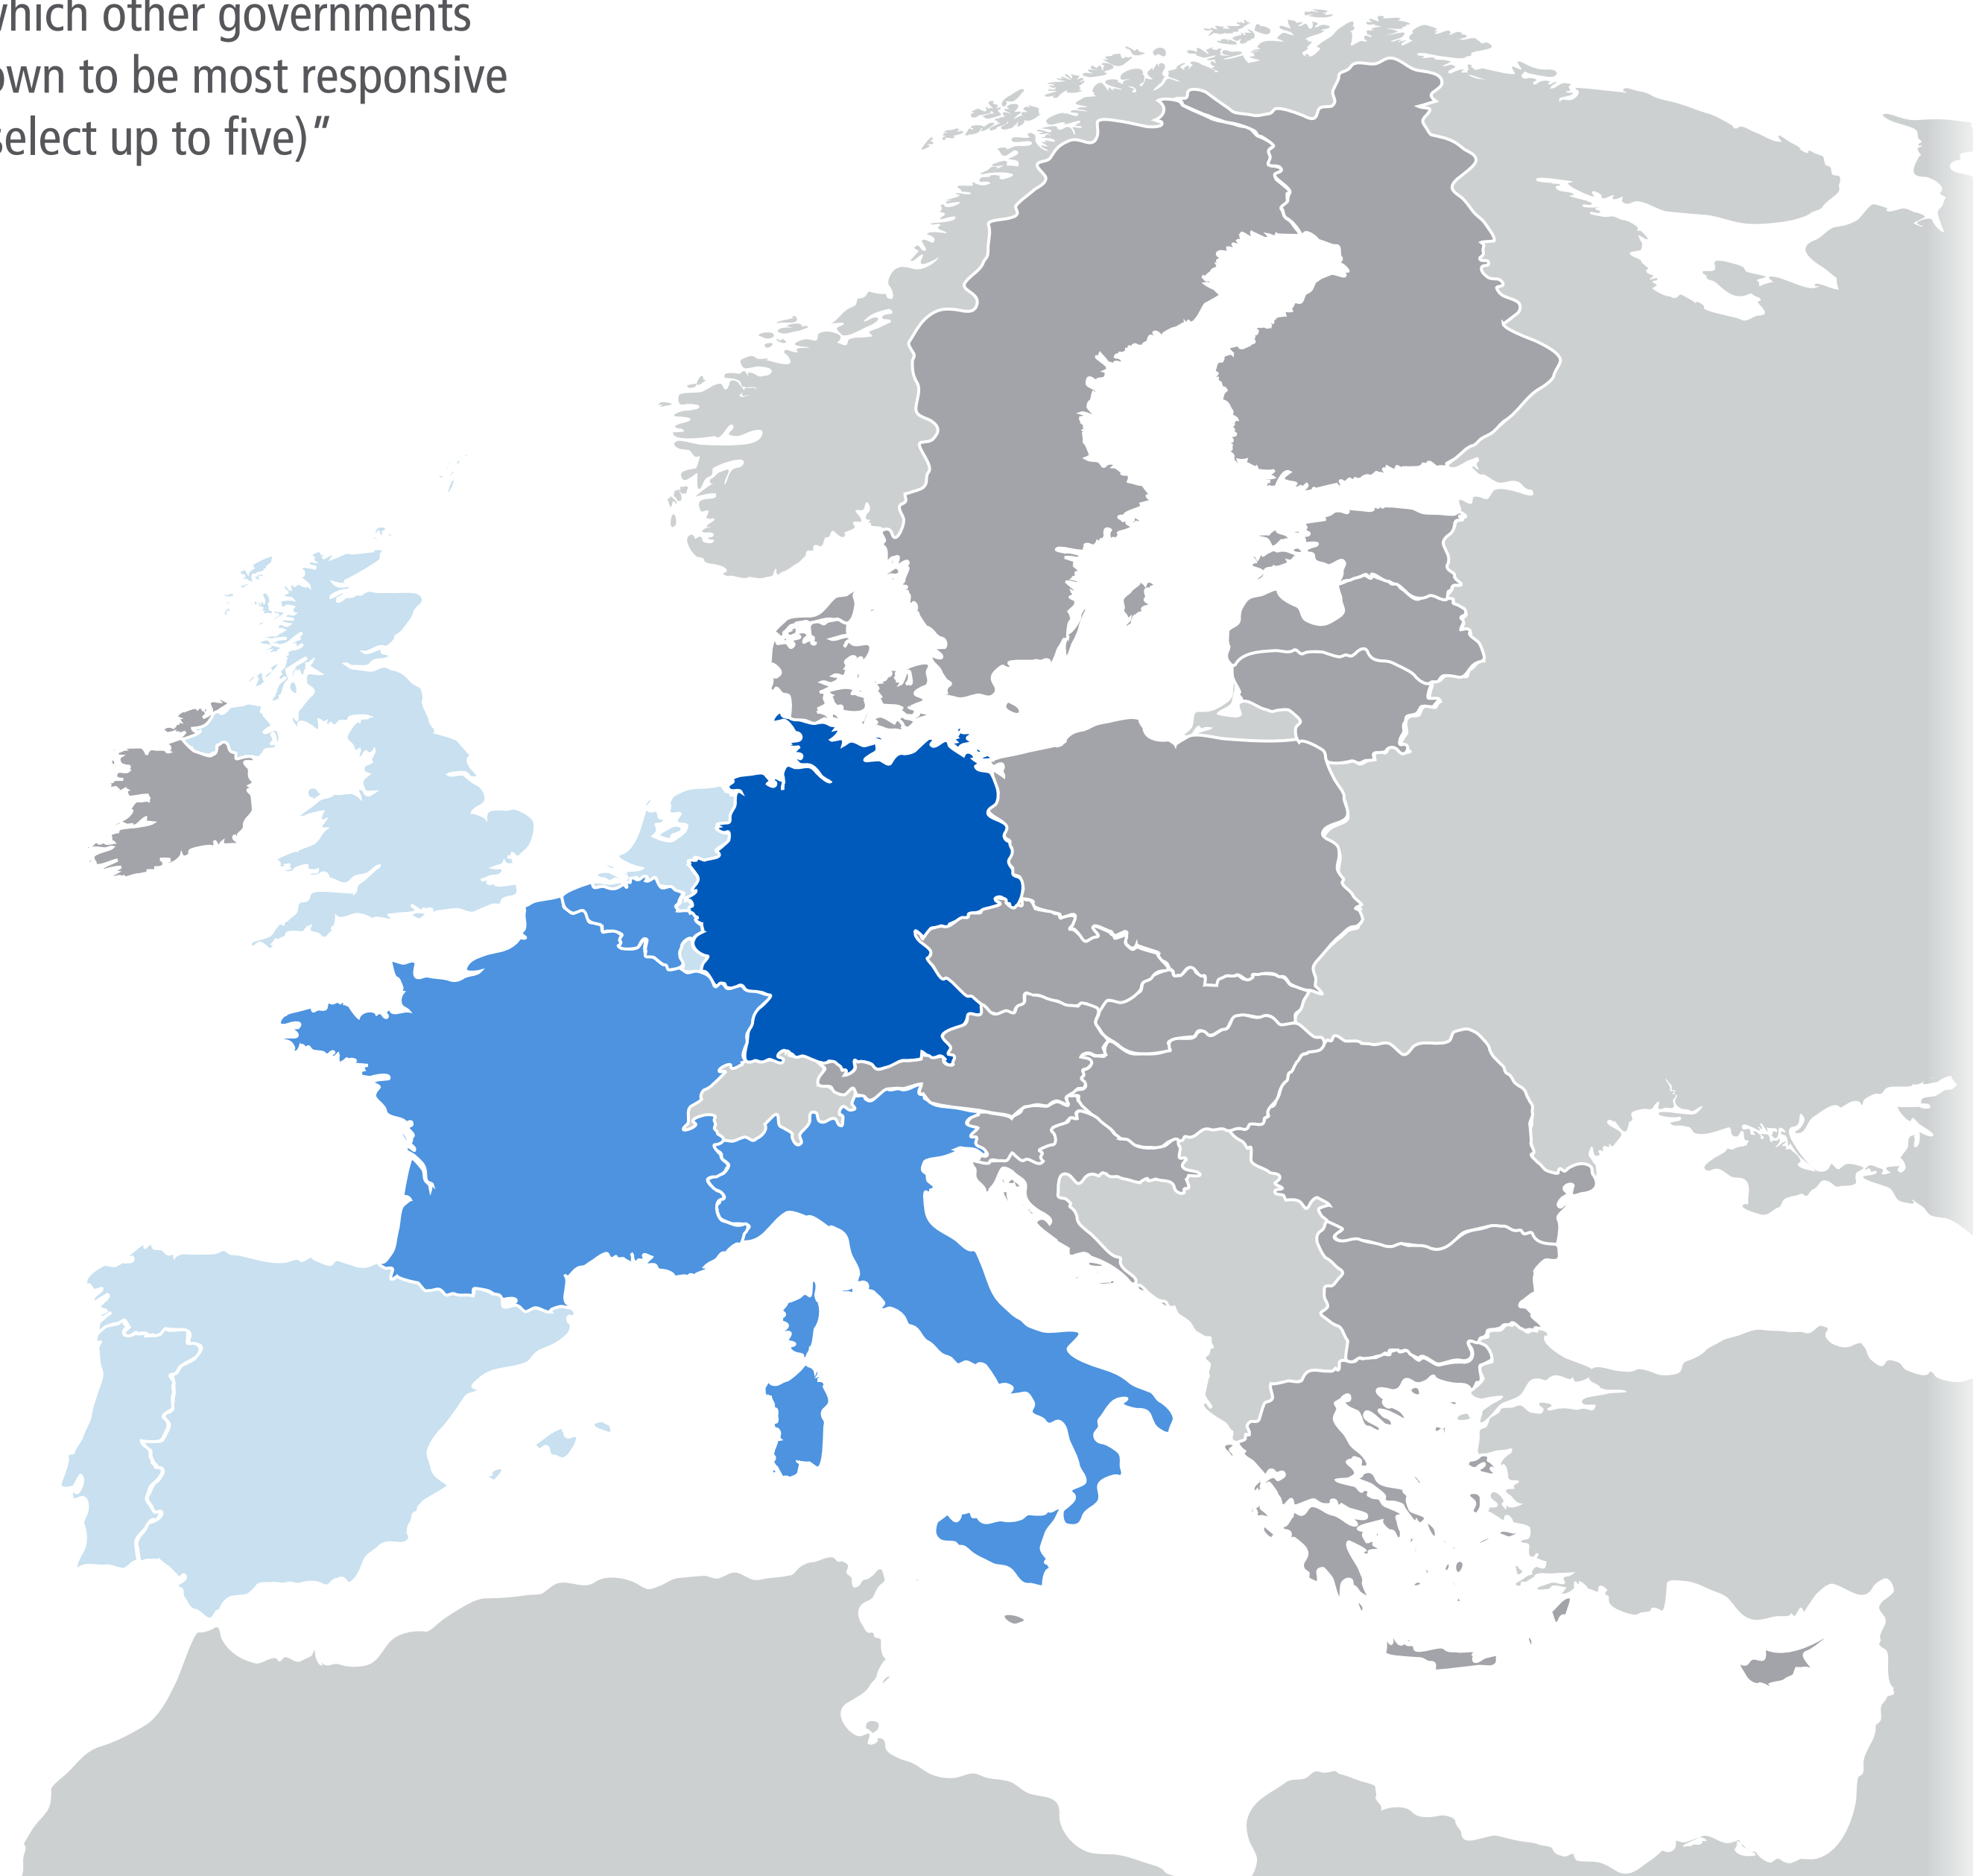 which other governments
own to be most responsive
select up to five)”